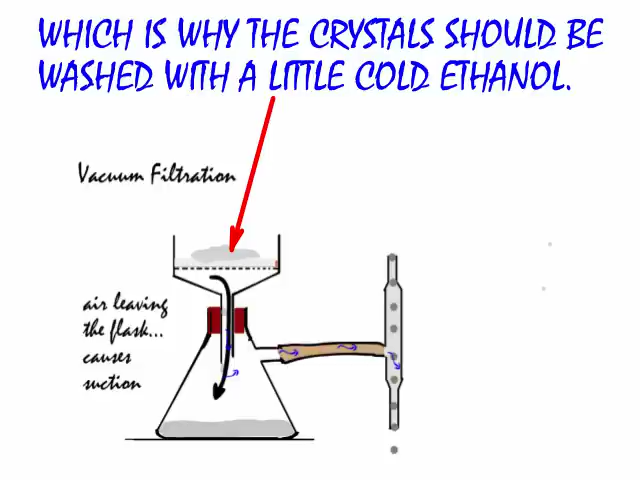 WHICH IS WHY THE CRYSTALS SHOULD BE
WASHED WITH A LITTLE COLD ETHANOL.
Vacuum Filtration
air leaving
the flask...
causes
suction